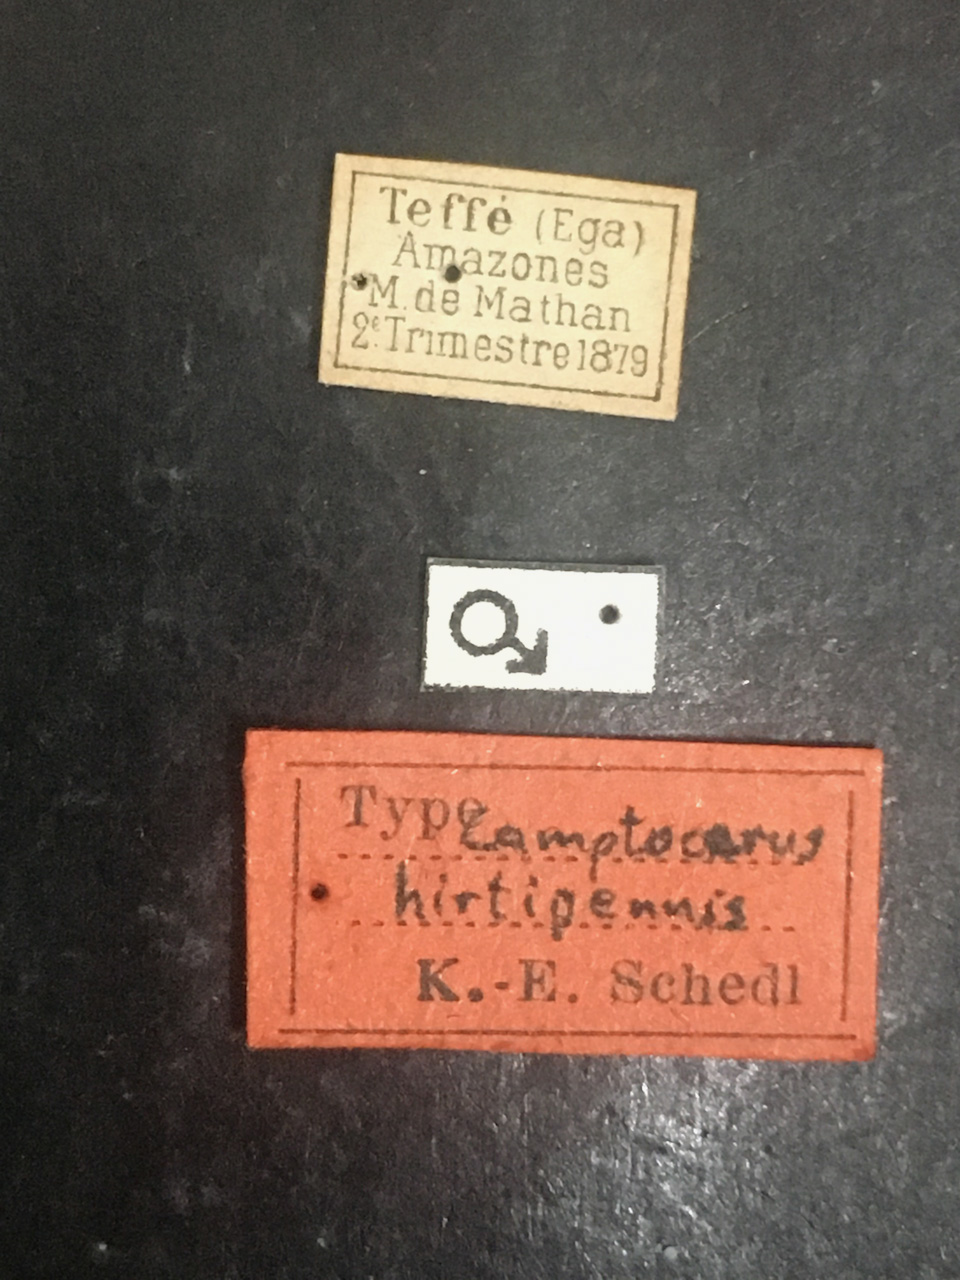 Teffé (Ega)
Amazones
M. de Mathan
2e. Trimestre 1879
♂
Type Camptocerus
hirtipennis
K.-E. Schedl